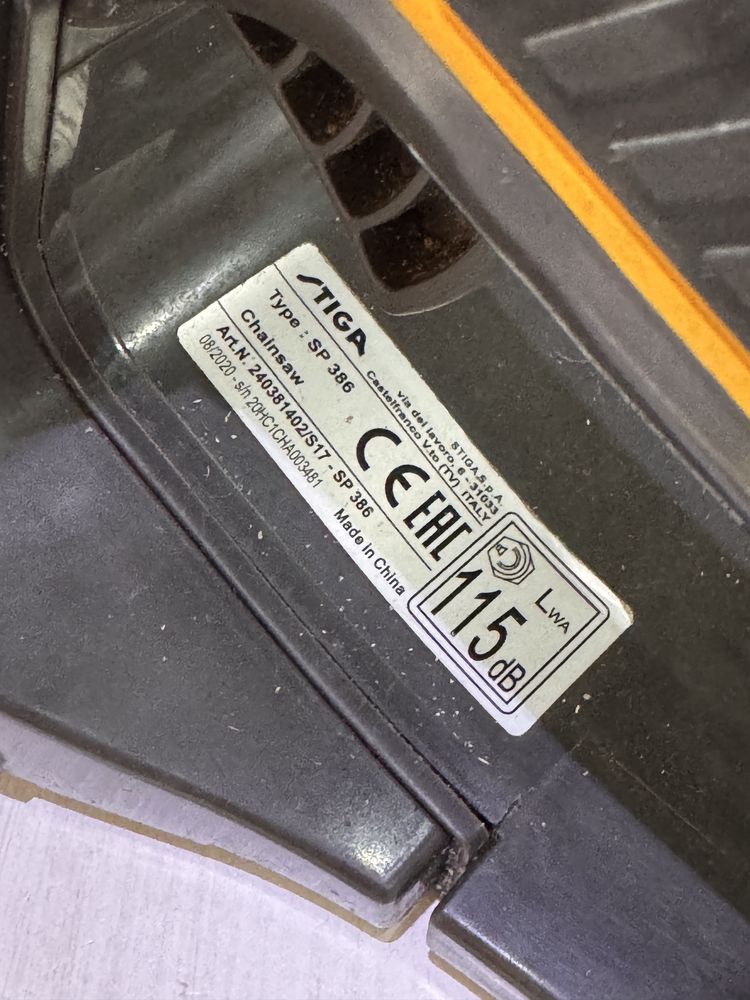 STIGA
Type : SP 386
Chainsaw
Art.N. 240381402/S17 - SP 386
08/2020 - s/n 20HC1CHA003481
Made in China
STIGA S.P.A.
via del lavoro, 6 - 31033
Castelfranco V.to (TV) ITALY
CE EAC
LWA
115 dB